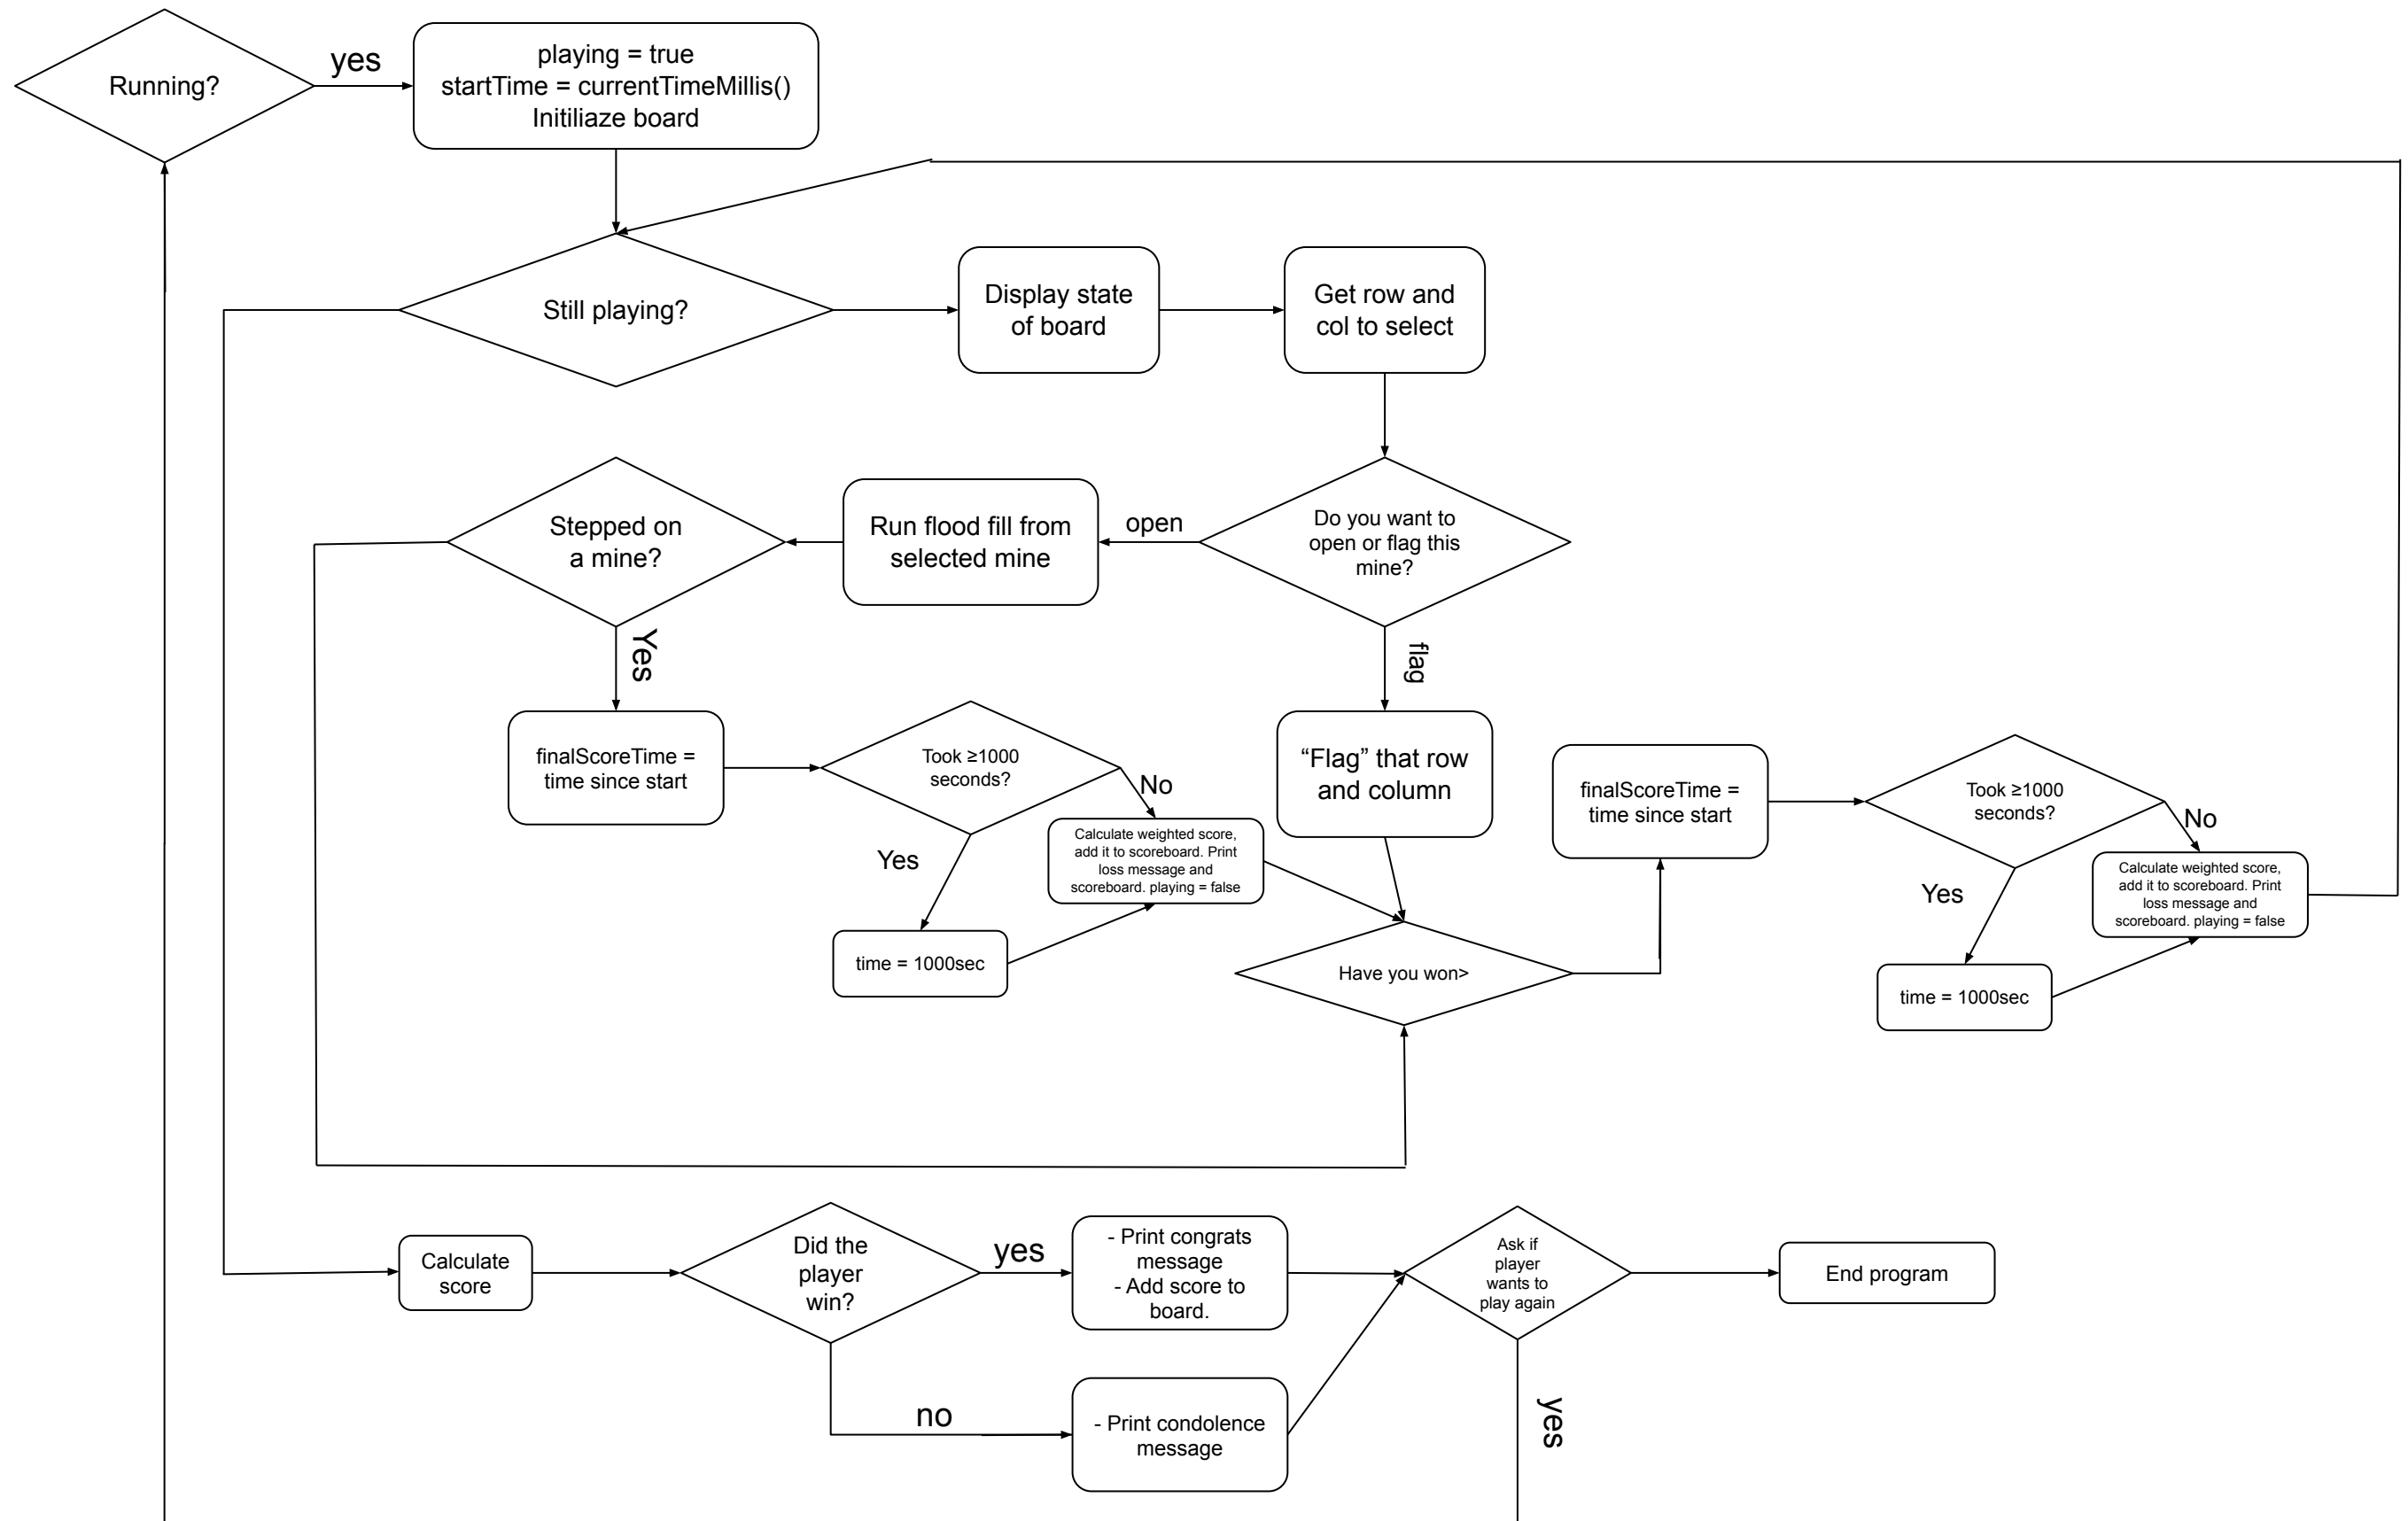 Running?
yes
playing = true
startTime = currentTimeMillis()
Initiliaze board
Still playing?
Display state
of board
Get row and
col to select
Stepped on
a mine?
Run flood fill from
selected mine
open
Do you want to
open or flag this
mine?
Yes
flag
finalScoreTime =
time since start
Took ≥1000
seconds?
No
Yes
Calculate weighted score,
add it to scoreboard. Print
loss message and
scoreboard. playing = false
time = 1000sec
“Flag” that row
and column
Have you won>
finalScoreTime =
time since start
Took ≥1000
seconds?
No
Yes
Calculate weighted score,
add it to scoreboard. Print
loss message and
scoreboard. playing = false
time = 1000sec
Calculate
score
Did the
player
win?
yes
- Print congrats
message
- Add score to
board.
no
- Print condolence
message
Ask if
player
wants to
play again
yes
End program